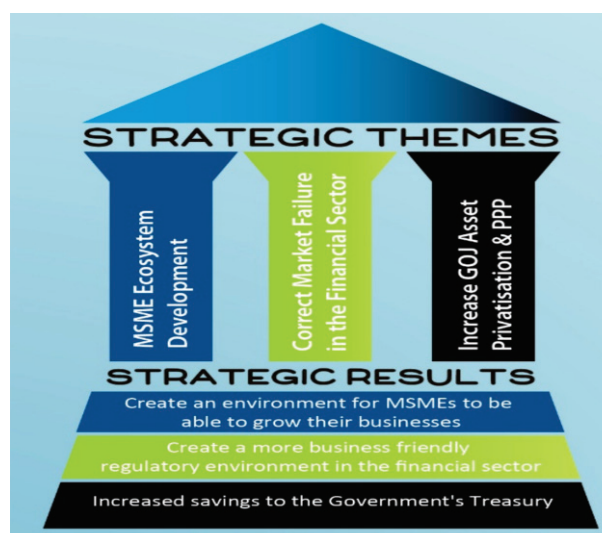 STRATEGIC THEMES
MSME Ecosystem
Development
Correct Market Failure
in the Financial Sector
Increase GOJ Asset
Privatisation & PPP
STRATEGIC RESULTS
Create an environment for MSMEs to be
able to grow their businesses
Create a more business friendly
regulatory environment in the financial sector
Increased savings to the Government's Treasury